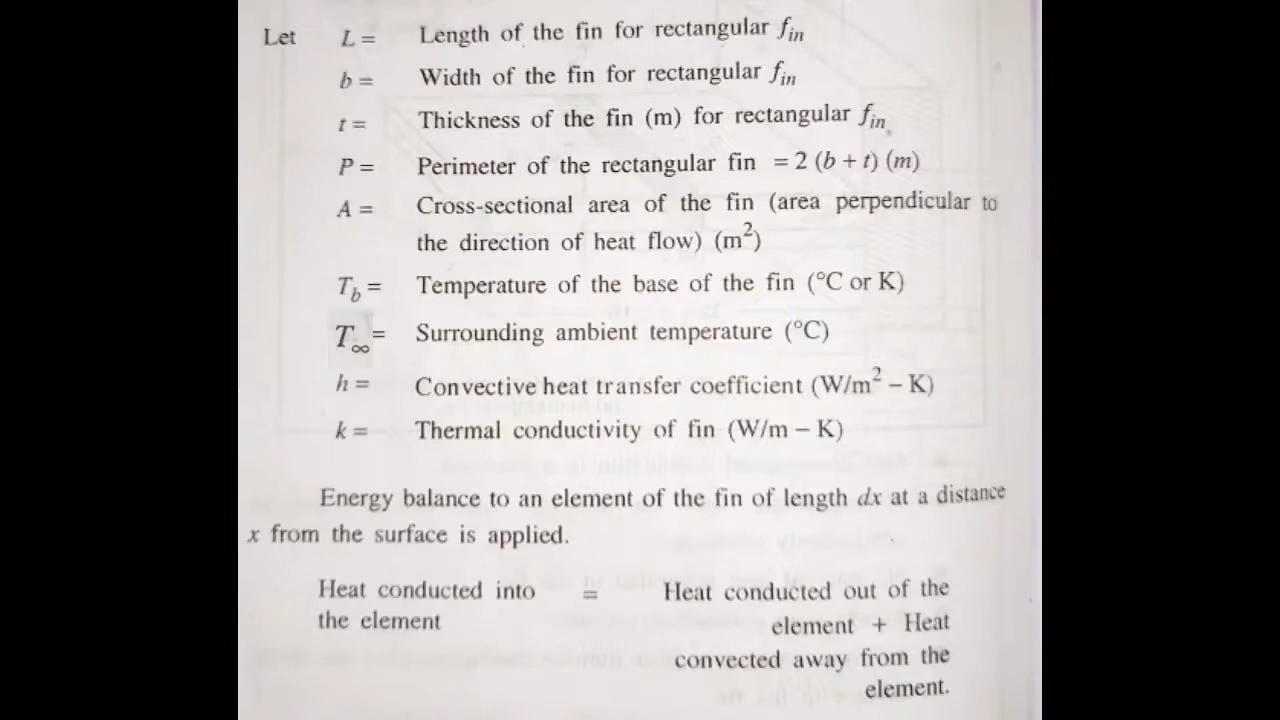 Let L = Length of the fin for rectangular fin
b = Width of the fin for rectangular fin
t = Thickness of the fin (m) for rectangular fin
P = Perimeter of the rectangular fin = 2 (b + t) (m)
A = Cross-sectional area of the fin (area perpendicular to
the direction of heat flow) (m²)
T_b = Temperature of the base of the fin (°C or K)
T_∞ = Surrounding ambient temperature (°C)
h = Convective heat transfer coefficient (W/m² – K)
k = Thermal conductivity of fin (W/m – K)
Energy balance to an element of the fin of length dx at a distance
x from the surface is applied.
Heat conducted into = Heat conducted out of the
the element element + Heat
convected away from the
element.